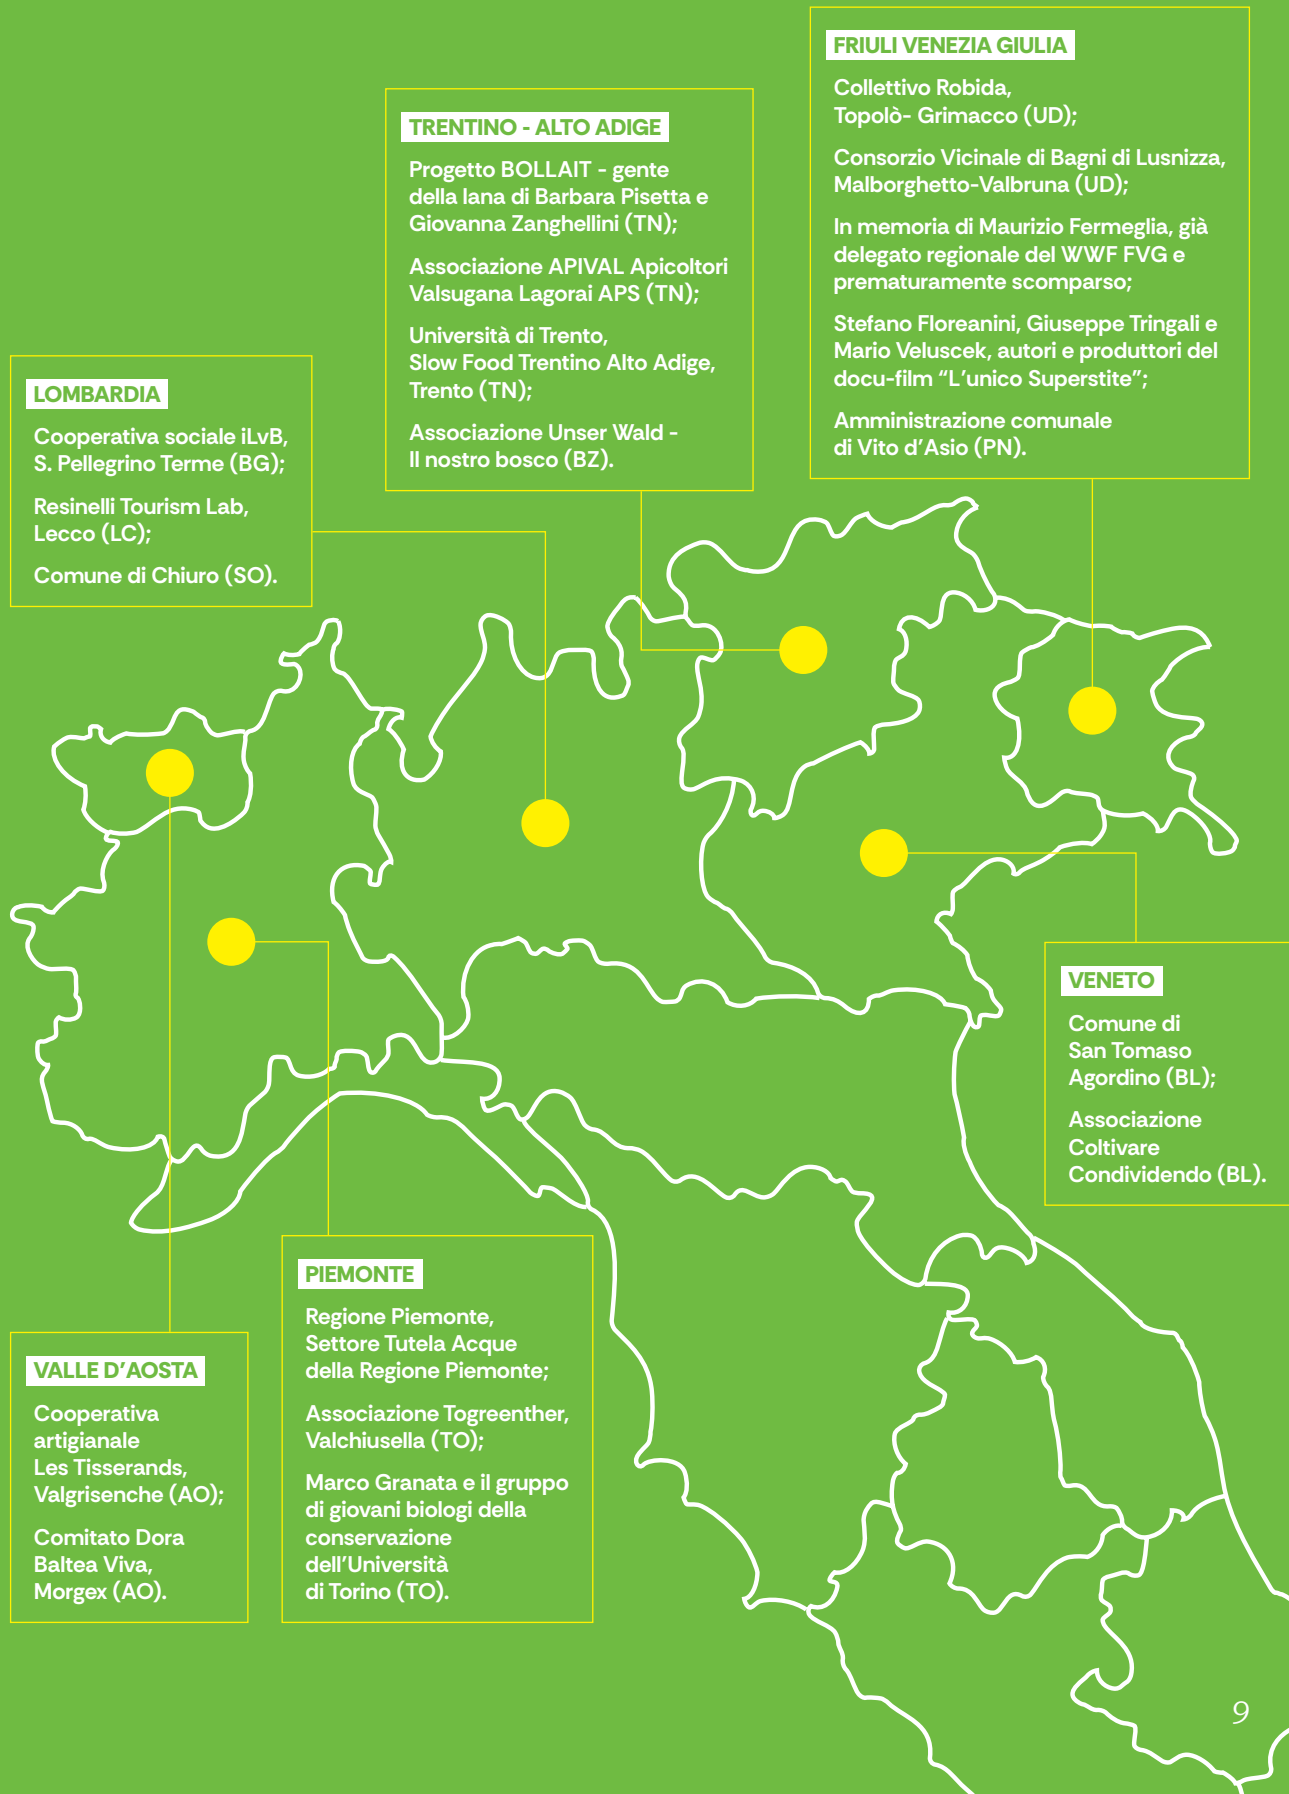 FRIULI VENEZIA GIULIA
Collettivo Robida,
Topolò- Grimacco (UD);
Consorzio Vicinale di Bagni di Lusnizza,
Malborghetto-Valbruna (UD);
In memoria di Maurizio Fermeglia, già
delegato regionale del WWF FVG e
prematuramente scomparso;
Stefano Floreanini, Giuseppe Tringali e
Mario Veluscek, autori e produttori del
docu-film “L’unico Superstite”;
Amministrazione comunale
di Vito d’Asio (PN).
TRENTINO - ALTO ADIGE
Progetto BOLLAIT - gente
della lana di Barbara Pisetta e
Giovanna Zanghellini (TN);
Associazione APIVAL Apicoltori
Valsugana Lagorai APS (TN);
Università di Trento,
Slow Food Trentino Alto Adige,
Trento (TN);
Associazione Unser Wald -
Il nostro bosco (BZ).
LOMBARDIA
Cooperativa sociale iLvB,
S. Pellegrino Terme (BG);
Resinelli Tourism Lab,
Lecco (LC);
Comune di Chiuro (SO).
VENETO
Comune di
San Tomaso
Agordino (BL);
Associazione
Coltivare
Condividendo (BL).
PIEMONTE
Regione Piemonte,
Settore Tutela Acque
della Regione Piemonte;
Associazione Togreenther,
Valchiusella (TO);
Marco Granata e il gruppo
di giovani biologi della
conservazione
dell’Università
di Torino (TO).
VALLE D’AOSTA
Cooperativa
artigianale
Les Tisserands,
Valgrisenche (AO);
Comitato Dora
Baltea Viva,
Morgex (AO).
9